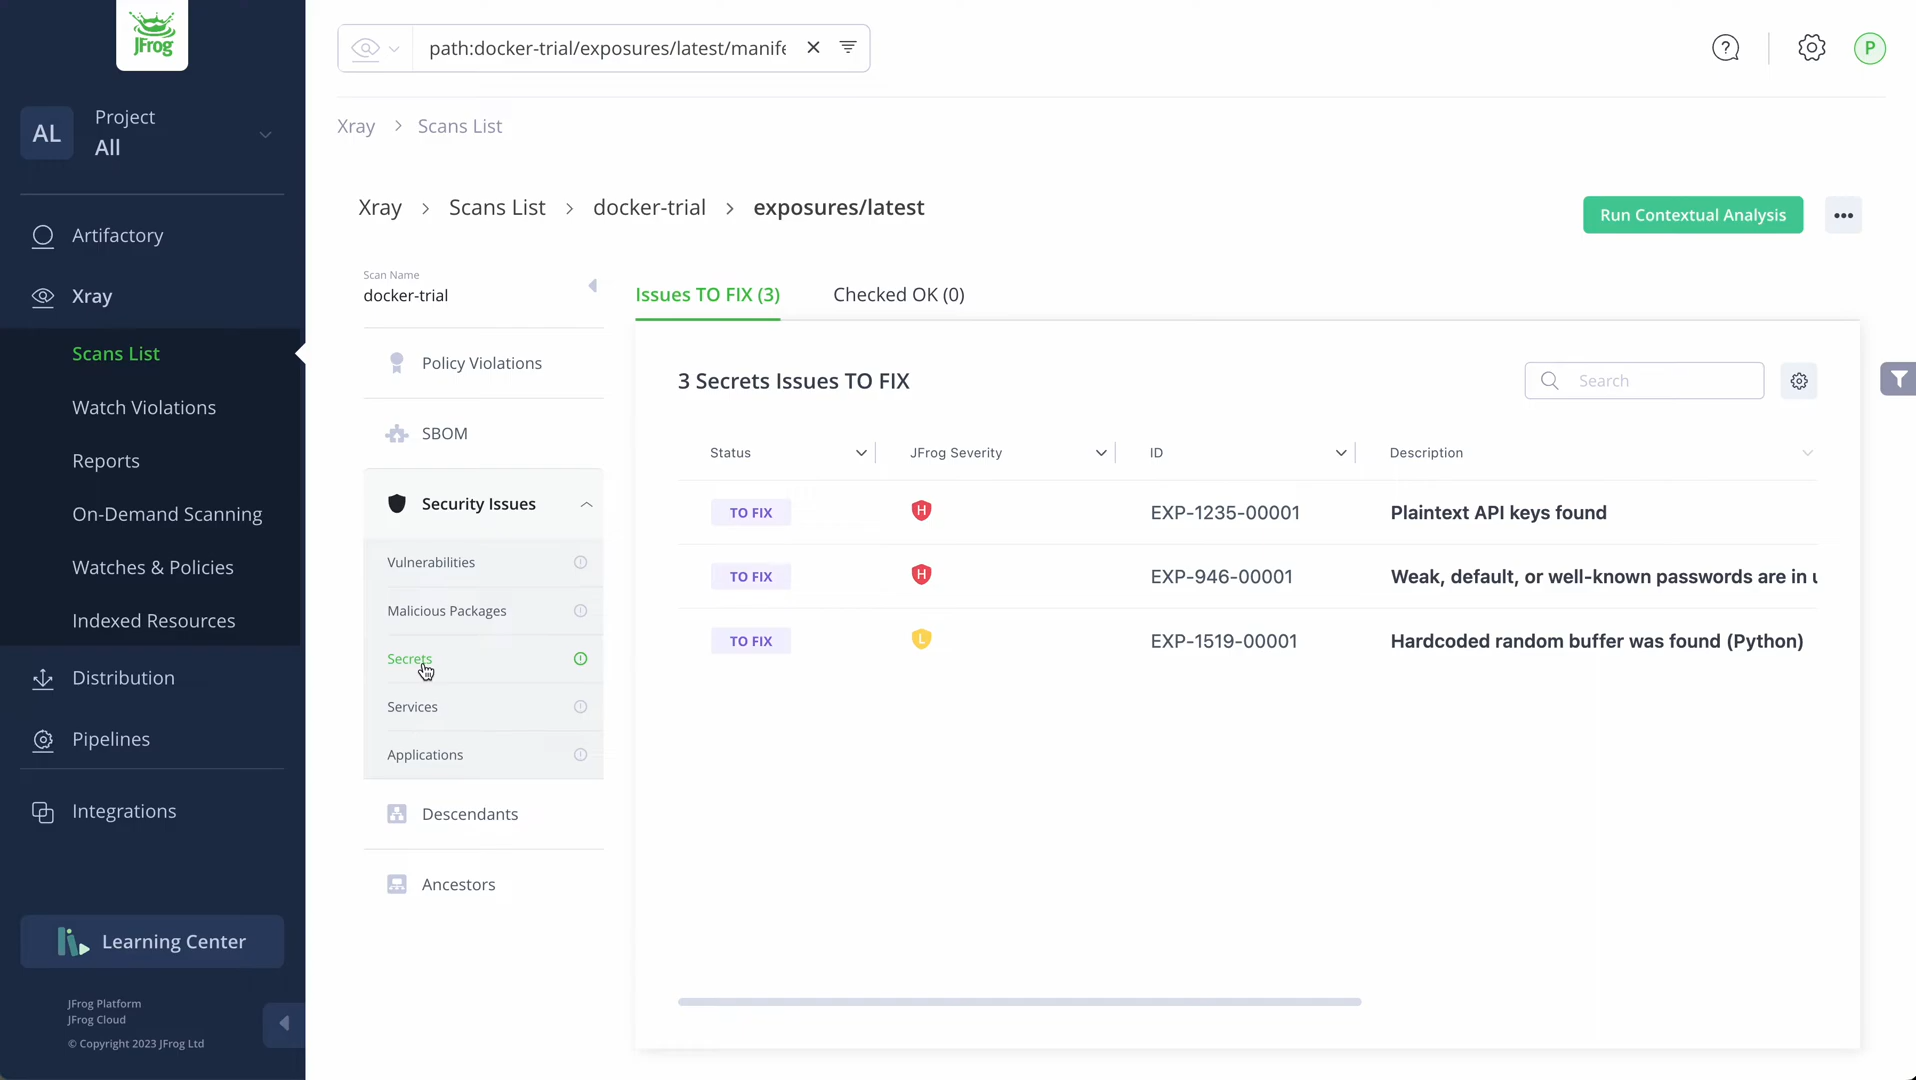 JFrog
path:docker-trial/exposures/latest/manife
P
AL
Project
All
Xray > Scans List
Xray > Scans List > docker-trial > exposures/latest
Run Contextual Analysis
Artifactory
Xray
Scans List
Watch Violations
Reports
On-Demand Scanning
Watches & Policies
Indexed Resources
Distribution
Pipelines
Integrations
Learning Center
JFrog Platform
JFrog Cloud
© Copyright 2023 JFrog Ltd
Scan Name
docker-trial
Policy Violations
SBOM
Security Issues
Vulnerabilities
Malicious Packages
Secrets
Services
Applications
Descendants
Ancestors
Issues TO FIX (3)
Checked OK (0)
3 Secrets Issues TO FIX
Search
Status JFrog Severity ID Description
TO FIX H EXP-1235-00001 Plaintext API keys found
TO FIX H EXP-946-00001 Weak, default, or well-known passwords are in u
TO FIX L EXP-1519-00001 Hardcoded random buffer was found (Python)